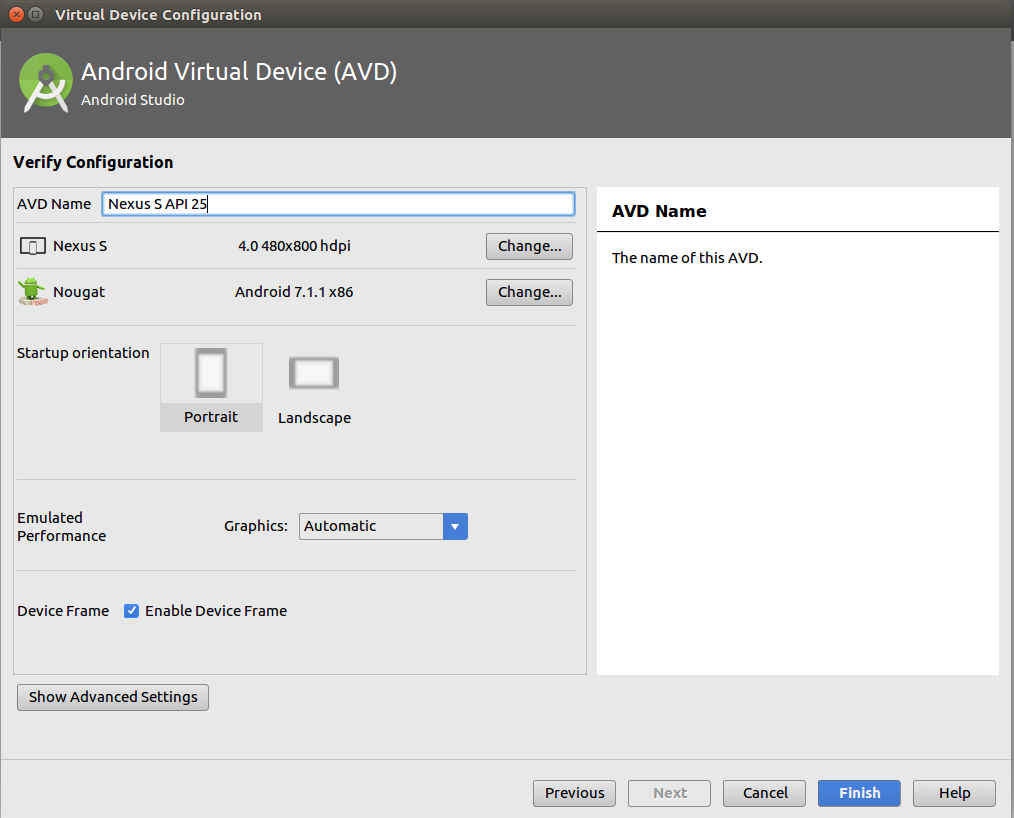 Virtual Device Configuration
Android Virtual Device (AVD)
Android Studio
Verify Configuration
AVD Name Nexus S API 25
Nexus S 4.0 480x800 hdpi Change...
Nougat Android 7.1.1 x86 Change...
Startup orientation
Portrait Landscape
Emulated
Performance
Graphics: Automatic
Device Frame Enable Device Frame
AVD Name
The name of this AVD.
Show Advanced Settings
Previous Next Cancel Finish Help